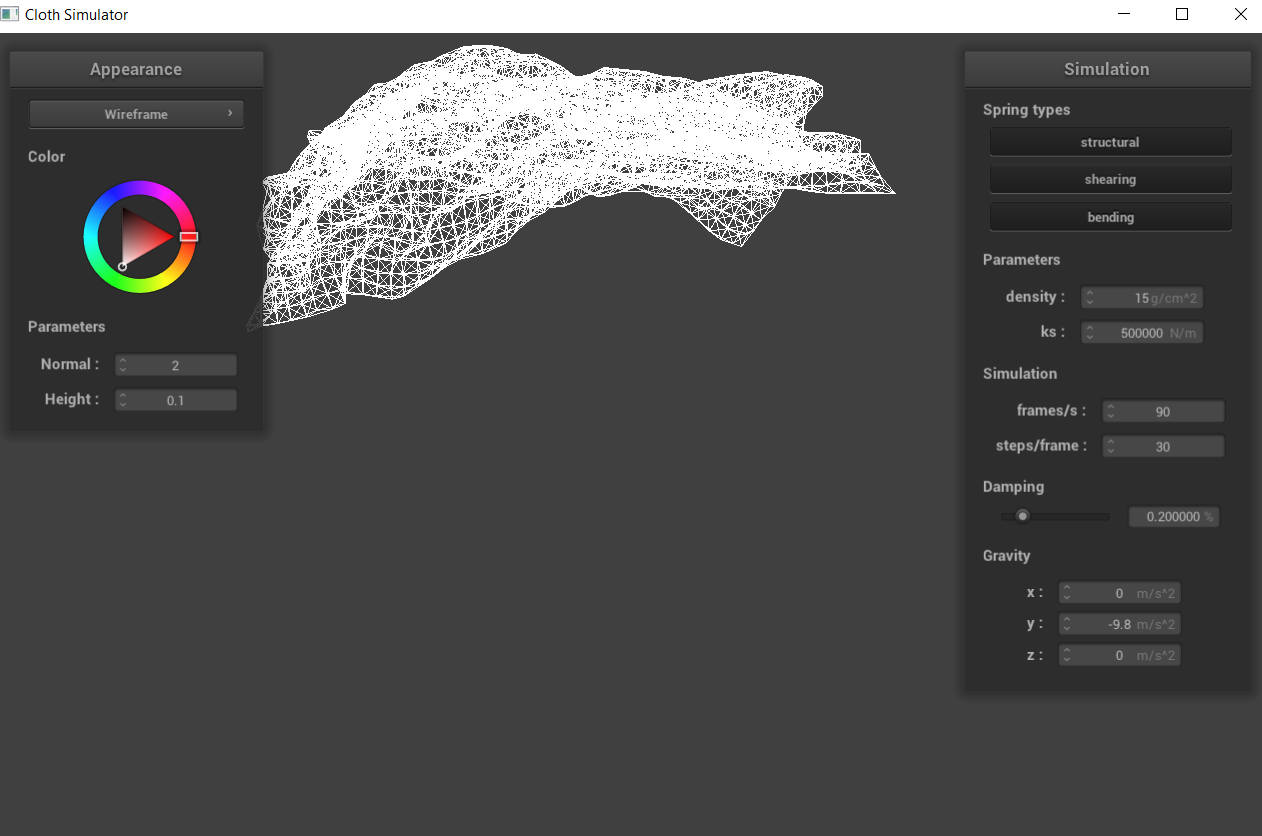 Cloth Simulator
Appearance
Wireframe
Color
Parameters
Normal : 2
Height : 0.1
Simulation
Spring types
structural
shearing
bending
Parameters
density : 15 g/cm^2
ks : 500000 N/m
Simulation
frames/s : 90
steps/frame : 30
Damping
0.200000 %
Gravity
x : 0 m/s^2
y : -9.8 m/s^2
z : 0 m/s^2